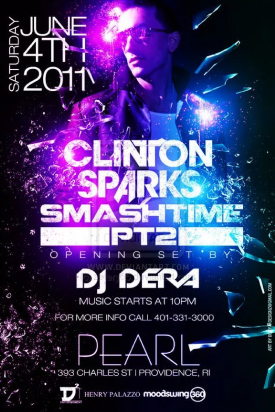 SATURDAY
JUNE
4TH
2011
CLINTON
SPARKS
SMASHTIME
PT2
OPENING SET BY
DJ DERA
MUSIC STARTS AT 10PM
FOR MORE INFO CALL 401-331-3000
PEARL
393 CHARLES ST | PROVIDENCE, RI
D2
HENRY PALAZZO
moodswing360